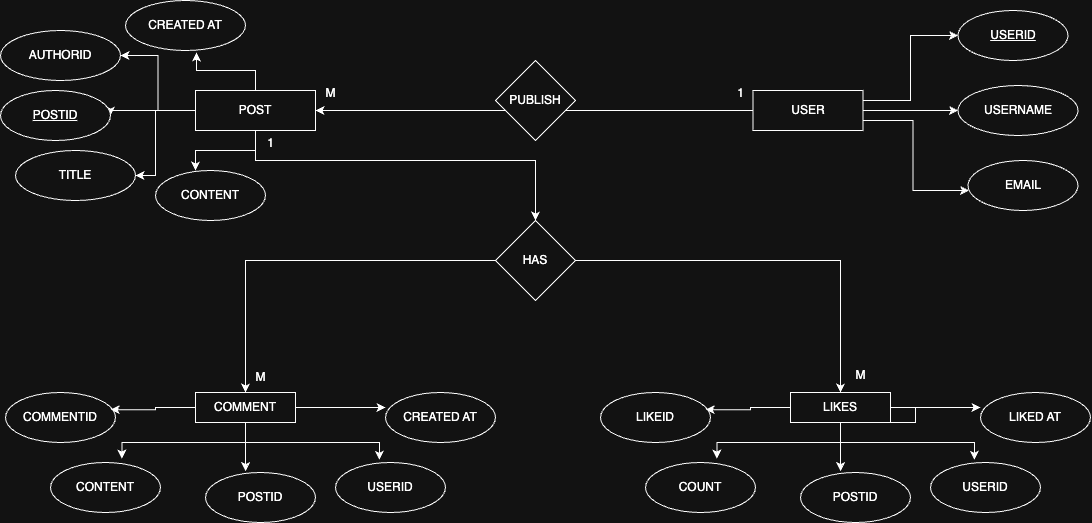 CREATED AT
AUTHORID
USERID
M
1
PUBLISH
POST
USER
POSTID
USERNAME
1
TITLE
CONTENT
EMAIL
HAS
M
M
COMMENTID
COMMENT
CREATED AT
LIKEID
LIKES
LIKED AT
CONTENT
POSTID
USERID
COUNT
POSTID
USERID